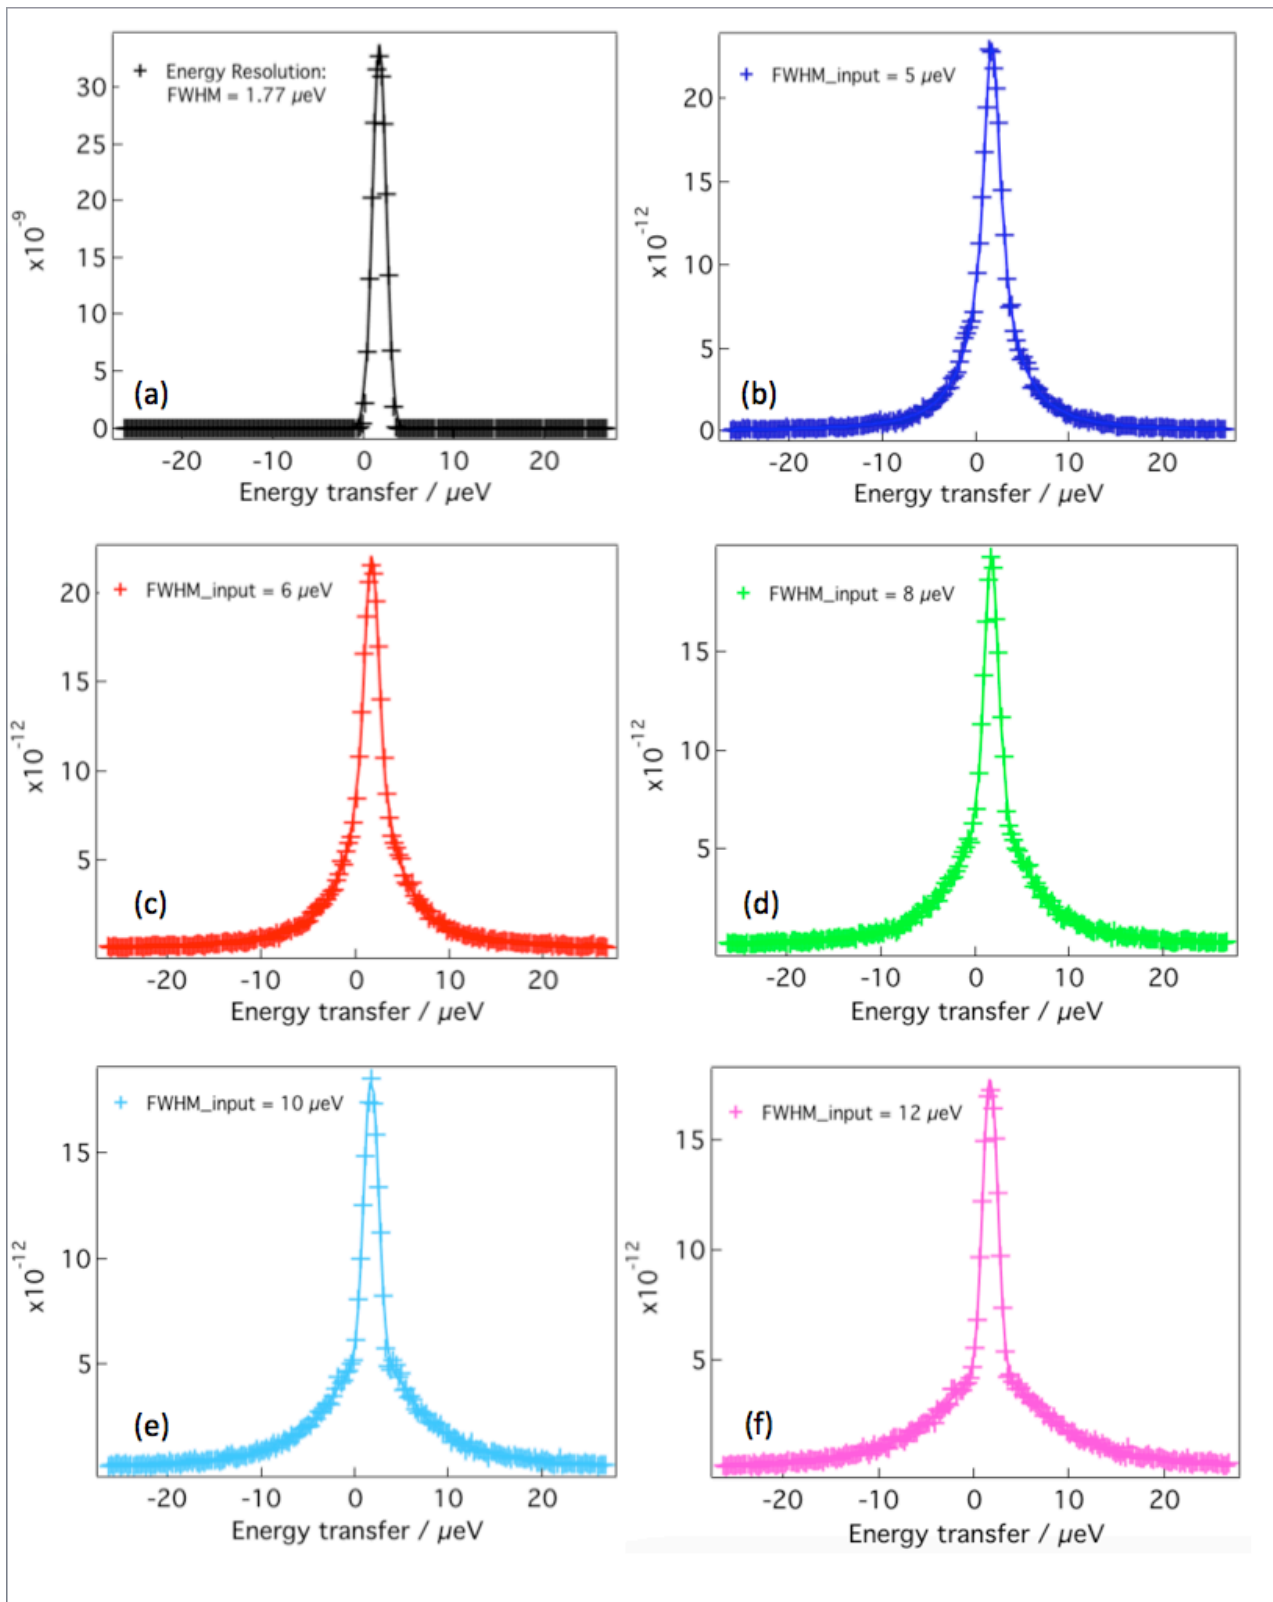 + Energy Resolution:
FWHM = 1.77 µeV
x10⁻⁹
30
25
20
15
10
5
0
(a)
-20 -10 0 10 20
Energy transfer / µeV
+ FWHM_input = 5 µeV
x10⁻¹²
20
15
10
5
0
(b)
-20 -10 0 10 20
Energy transfer / µeV
+ FWHM_input = 6 µeV
x10⁻¹²
20
15
10
5
(c)
-20 -10 0 10 20
Energy transfer / µeV
+ FWHM_input = 8 µeV
x10⁻¹²
15
10
5
(d)
-20 -10 0 10 20
Energy transfer / µeV
+ FWHM_input = 10 µeV
x10⁻¹²
15
10
5
(e)
-20 -10 0 10 20
Energy transfer / µeV
+ FWHM_input = 12 µeV
x10⁻¹²
15
10
5
(f)
-20 -10 0 10 20
Energy transfer / µeV